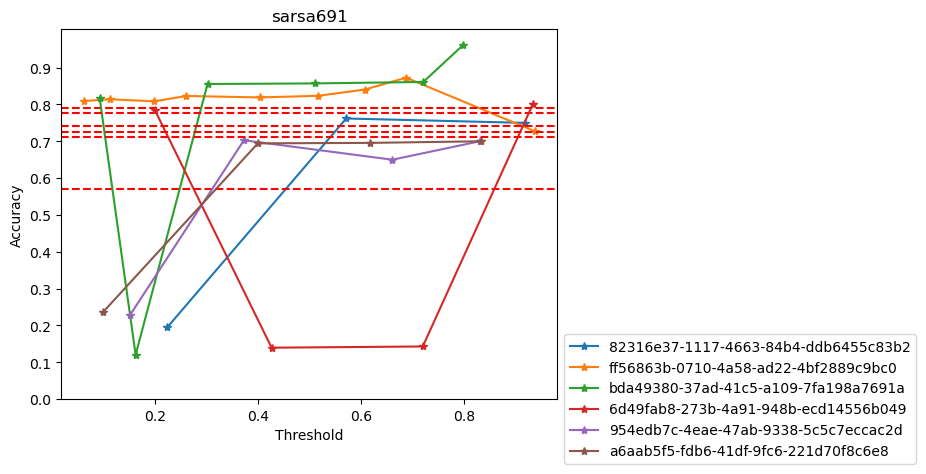 sarsa691
Accuracy
0.9
0.8
0.7
0.6
0.5
0.4
0.3
0.2
0.1
0.0
0.2 0.4 0.6 0.8
Threshold
82316e37-1117-4663-84b4-ddb6455c83b2
ff56863b-0710-4a58-ad22-4bf2889c9bc0
bda49380-37ad-41c5-a109-7fa198a7691a
6d49fab8-273b-4a91-948b-ecd14556b049
954edb7c-4eae-47ab-9338-5c5c7eccac2d
a6aab5f5-fdb6-41df-9fc6-221d70f8c6e8